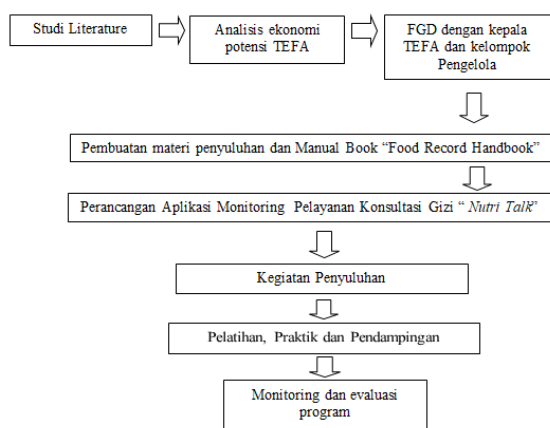 Studi Literature
Analisis ekonomi
potensi TEFA
FGD dengan kepala
TEFA dan kelompok
Pengelola
Pembuatan materi penyuluhan dan Manual Book “Food Record Handbook”
Perancangan Aplikasi Monitoring Pelayanan Konsultasi Gizi “ Nutri Talk”
Kegiatan Penyuluhan
Pelatihan, Praktik dan Pendampingan
Monitoring dan evaluasi
program